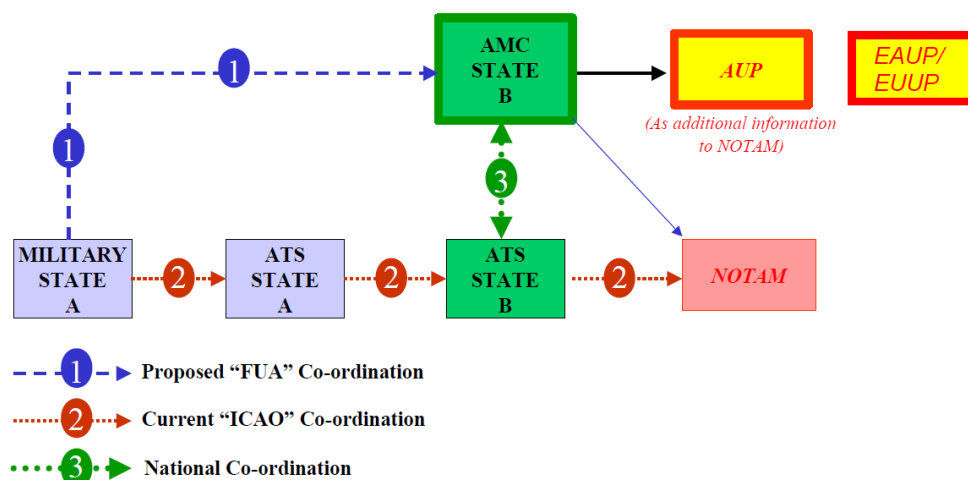 AMC
STATE
B
AUP
EAUP/
EUUP
(As additional information
to NOTAM)
1
1
3
MILITARY
STATE
A
2
ATS
STATE
A
2
ATS
STATE
B
2
NOTAM
1 Proposed “FUA” Co-ordination
2 Current “ICAO” Co-ordination
3 National Co-ordination